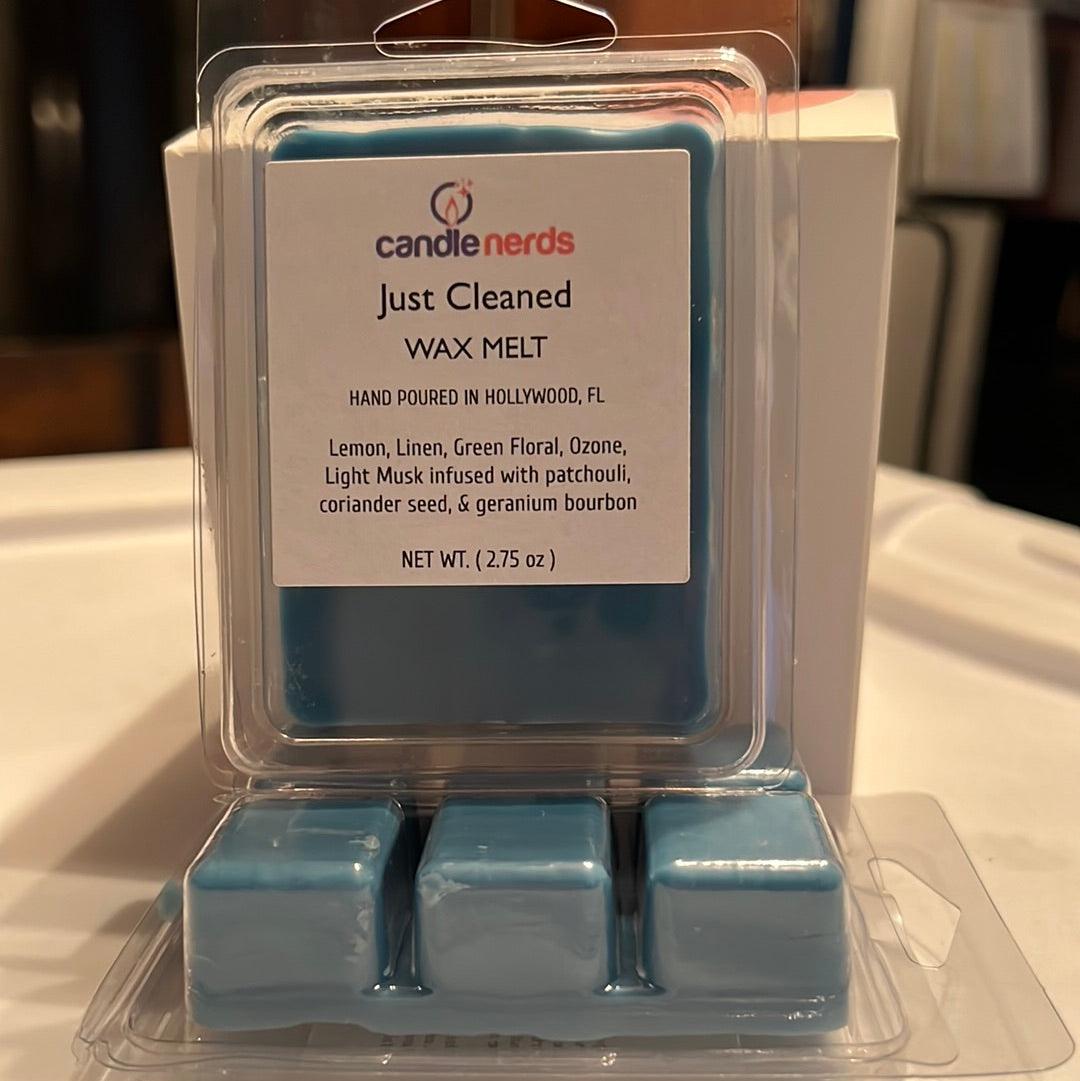 candle nerds
Just Cleaned
WAX MELT
HAND POURED IN HOLLYWOOD, FL
Lemon, Linen, Green Floral, Ozone,
Light Musk infused with patchouli,
coriander seed, & geranium bourbon
NET WT. ( 2.75 oz )